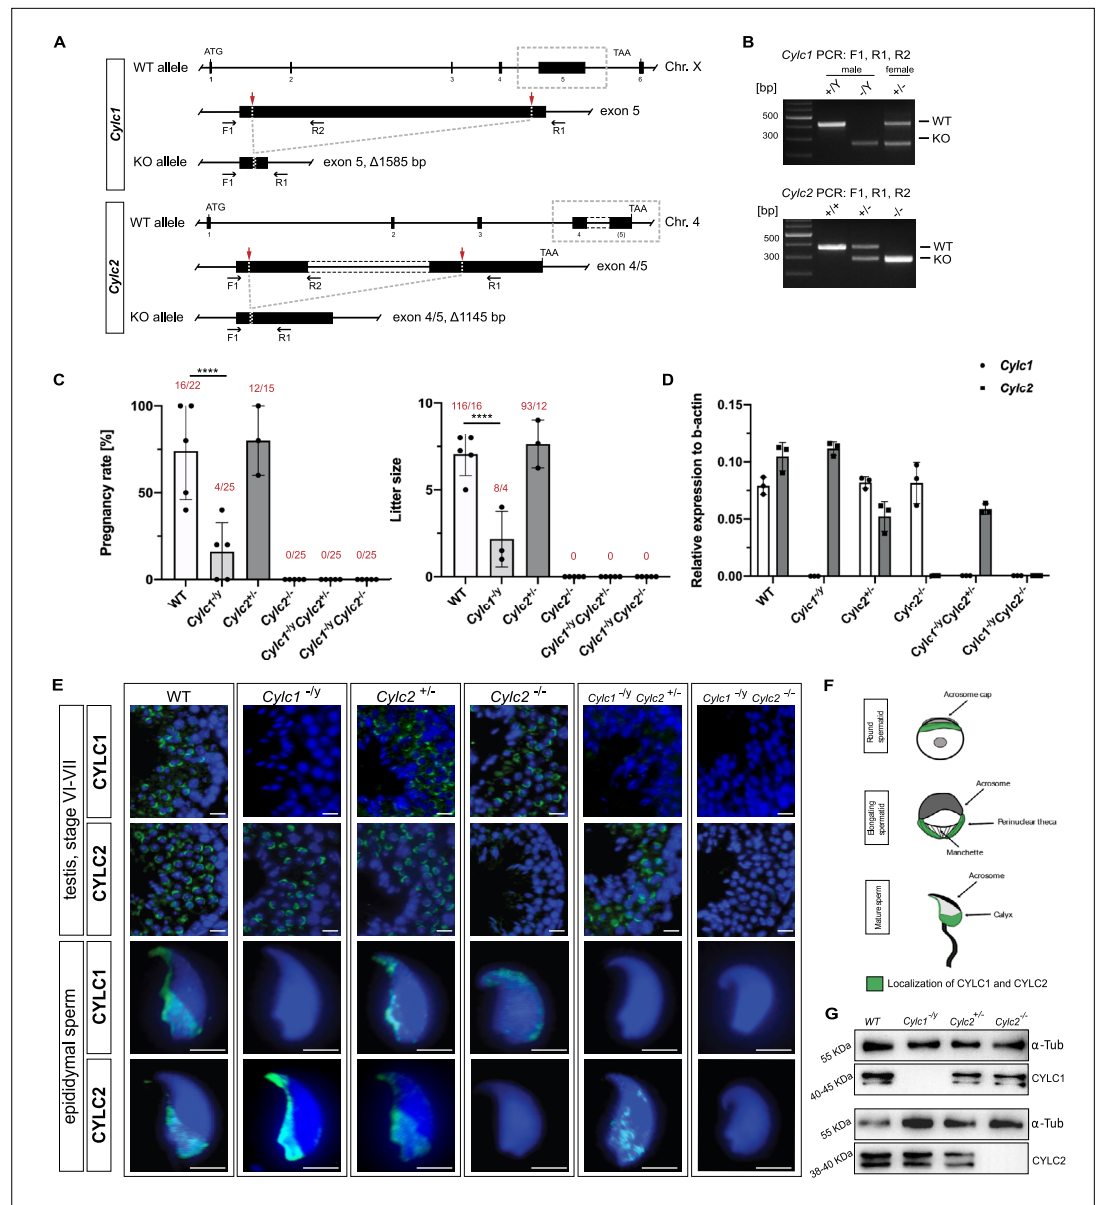 A
Cylc1
WT allele
ATG
TAA
Chr. X
1 2 3 4 5 6
exon 5
F1 R2 R1
KO allele
exon 5, Δ1585 bp
F1 R1
Cylc2
WT allele
ATG
TAA
Chr. 4
1 2 3 4 (5)
TAA
exon 4/5
F1 R2 R1
KO allele
exon 4/5, Δ1145 bp
F1 R1
B
Cylc1 PCR: F1, R1, R2
male female
[bp] +/Y -/Y +/-
500
300
WT
KO
Cylc2 PCR: F1, R1, R2
[bp] +/+ +/- -/-
500
300
WT
KO
C
Pregnancy rate [%]
100
50
0
16/22 **** 4/25 12/15 0/25 0/25 0/25
WT Cylc1-/y Cylc2+/- Cylc2-/- Cylc1-/yCylc2+/- Cylc1-/yCylc2-/-
Litter size
10
5
0
116/16 **** 8/4 93/12 0 0 0
WT Cylc1-/y Cylc2+/- Cylc2-/- Cylc1-/yCylc2+/- Cylc1-/yCylc2-/-
D
Cylc1
Cylc2
Relative expression to b-actin
0.15
0.10
0.05
0.00
WT Cylc1-/y Cylc2+/- Cylc2-/- Cylc1-/yCylc2+/- Cylc1-/yCylc2-/-
E
WT Cylc1 -/y Cylc2 +/- Cylc2 -/- Cylc1 -/y Cylc2 +/- Cylc1 -/y Cylc2 -/-
testis, stage VI-VII
CYLC1
CYLC2
epididymal sperm
CYLC1
CYLC2
F
Round spermatid
Acrosome cap
Elongating spermatid
Acrosome
Perinuclear theca
Manchette
Mature sperm
Acrosome
Calyx
Localization of CYLC1 and CYLC2
G
WT Cylc1 -/y Cylc2 +/- Cylc2 -/-
55 KDa α-Tub
40-45 KDa CYLC1
55 KDa α-Tub
38-40 KDa CYLC2